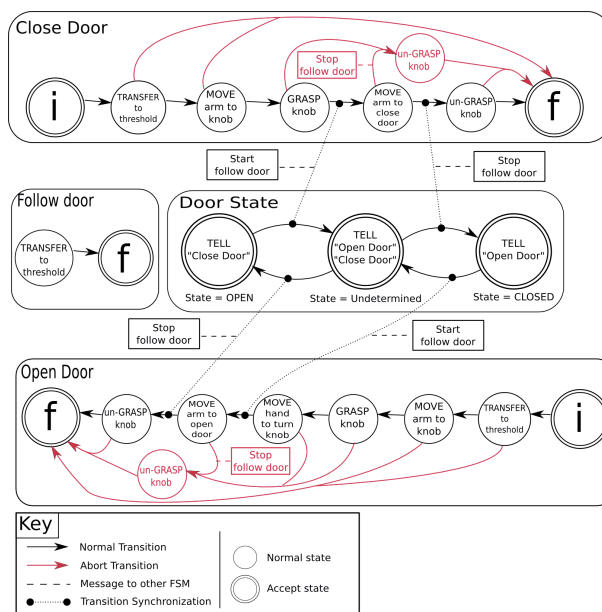 Close Door
Stop
follow door
un-GRASP
knob
i
TRANSFER
to
threshold
MOVE
arm to
knob
GRASP
knob
MOVE
arm to
close
door
un-GRASP
knob
f
Start
follow door
Stop
follow door
Follow door
TRANSFER
to
threshold
f
Door State
TELL
"Close Door"
TELL
"Open Door"
"Close Door"
TELL
"Open Door"
State = OPEN
State = Undetermined
State = CLOSED
Stop
follow door
Start
follow door
Open Door
f
un-GRASP
knob
MOVE
arm to
open
door
MOVE
hand
to turn
knob
GRASP
knob
MOVE
arm to
knob
TRANSFER
to
threshold
i
un-GRASP
knob
Stop
follow door
Key
Normal Transition
Abort Transition
Message to other FSM
Transition Synchronization
Normal state
Accept state